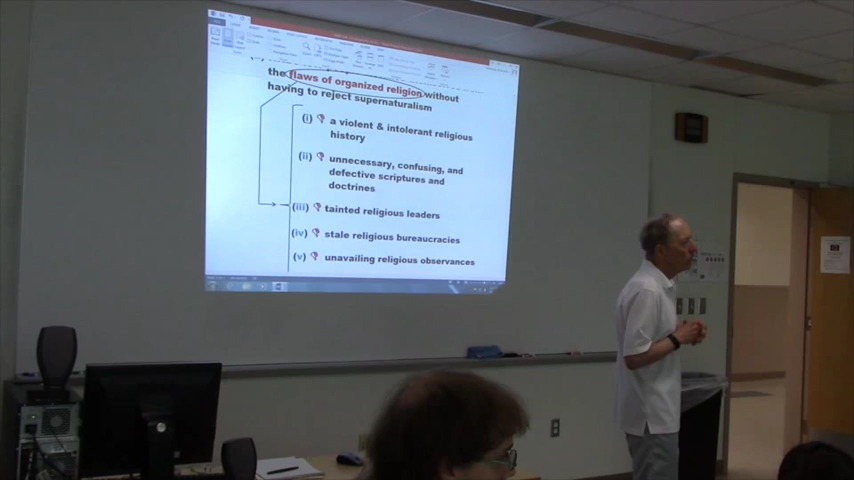 the flaws of organized religion without
having to reject supernaturalism
(i) a violent & intolerant religious
history
(ii) unnecessary, confusing, and
defective scriptures and
doctrines
(iii) tainted religious leaders
(iv) stale religious bureaucracies
(v) unavailing religious observances